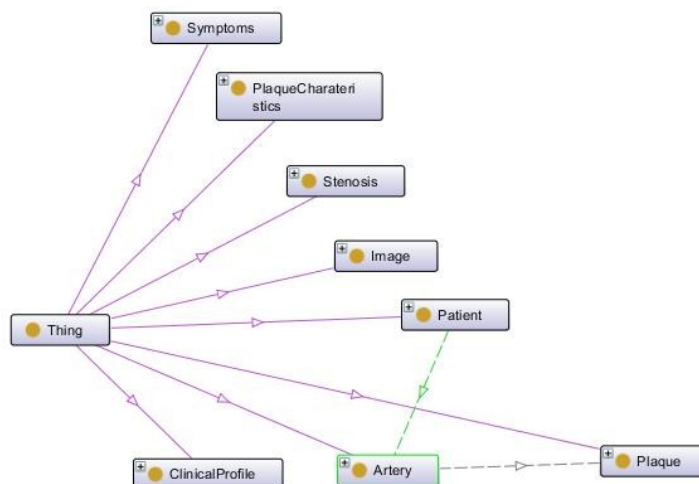 Symptoms
PlaqueCharateri
stics
Stenosis
Image
Patient
Thing
Plaque
ClinicalProfile
Artery